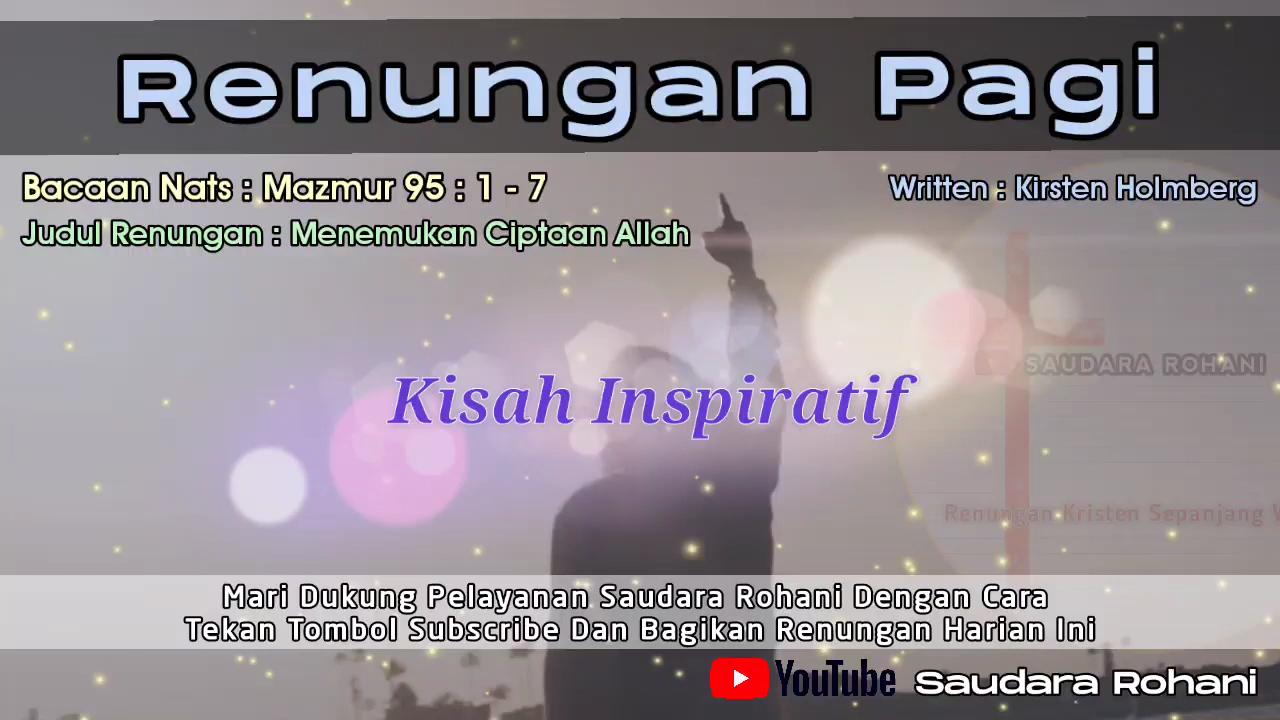 Renungan Pagi
Bacaan Nats : Mazmur 95 : 1 - 7
Written : Kirsten Holmberg
Judul Renungan : Menemukan Ciptaan Allah
SAUDARA ROHANI
Kisah Inspiratif
Renungan Kristen Sepanjang
Mari Dukung Pelayanan Saudara Rohani Dengan Cara
Tekan Tombol Subscribe Dan Bagikan Renungan Harian Ini
YouTube Saudara Rohani